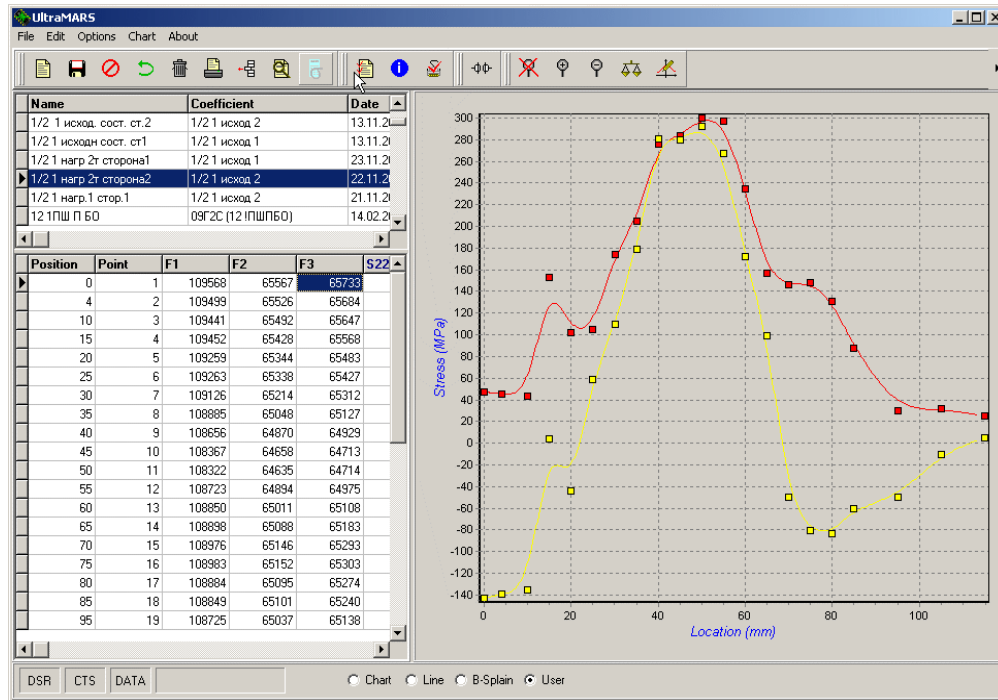 UltraMARS
File Edit Options Chart About
Name Coefficient Date
1/2 1 исход. сост. ст.2 1/2 1 исход 2 13.11.2
1/2 1 исходн сост. ст1 1/2 1 исход 1 13.11.2
1/2 1 нагр 2т сторона1 1/2 1 исход 1 23.11.2
1/2 1 нагр 2т сторона2 1/2 1 исход 2 22.11.2
1/2 1 нагр.1 стор.1 1/2 1 исход 2 21.11.2
12 1ПШ П БО 09Г2С (12 !ПШПБО) 14.02.2
Position Point F1 F2 F3 S22
0 1 109568 65567 65733
4 2 109499 65526 65684
10 3 109441 65492 65647
15 4 109452 65428 65568
20 5 109259 65344 65483
25 6 109263 65338 65427
30 7 109126 65214 65312
35 8 108885 65048 65127
40 9 108656 64870 64929
45 10 108367 64658 64713
50 11 108322 64635 64714
55 12 108723 64894 64975
60 13 108850 65011 65108
65 14 108898 65088 65183
70 15 108976 65146 65293
75 16 108983 65152 65303
80 17 108884 65095 65274
85 18 108849 65101 65240
95 19 108725 65037 65138
300
280
260
240
220
200
180
160
140
120
100
80
60
40
20
0
-20
-40
-60
-80
-100
-120
-140
Stress (MPa)
0 20 40 60 80 100
Location (mm)
DSR CTS DATA
Chart Line B-Splain User